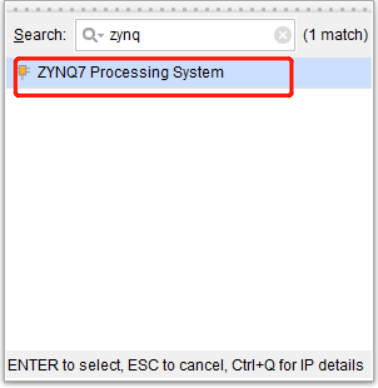 Search: zynq (1 match)
ZYNQ7 Processing System
ENTER to select, ESC to cancel, Ctrl+Q for IP details